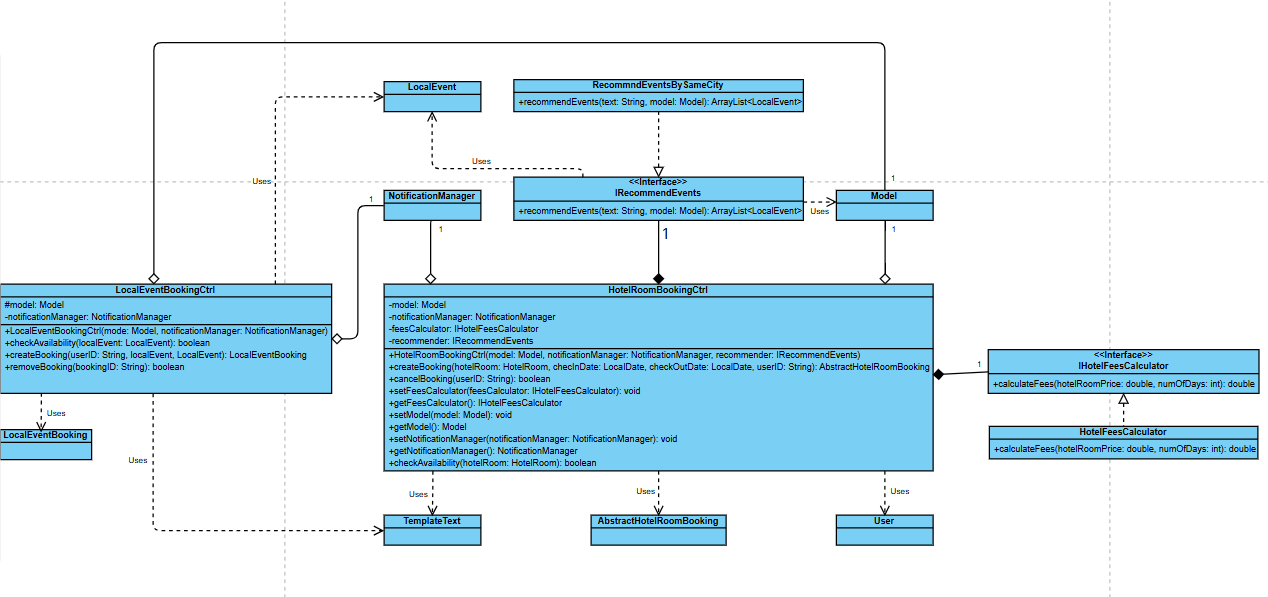 LocalEvent
RecommndEventsBySameCity
+recommendEvents(text: String, model: Model): ArrayList<LocalEvent>
Uses
Uses
<<Interface>>
IRecommendEvents
+recommendEvents(text: String, model: Model): ArrayList<LocalEvent>
Uses
1
NotificationManager
1
Model
1
1
1
1
LocalEventBookingCtrl
#model: Model
-notificationManager: NotificationManager
+LocalEventBookingCtrl(mode: Model, notificationManager: NotificationManager)
+checkAvailability(localEvent: LocalEvent): boolean
+createBooking(userID: String, localEvent, LocalEvent): LocalEventBooking
+removeBooking(bookingID: String): boolean
HotelRoomBookingCtrl
-model: Model
-notificationManager: NotificationManager
-feesCalculator: IHotelFeesCalculator
-recommender: IRecommendEvents
+HotelRoomBookingCtrl(model: Model, notificationManager: NotificationManager, recommender: IRecommendEvents)
+createBooking(hotelRoom: HotelRoom, checInDate: LocalDate, checkOutDate: LocalDate, userID: String): AbstractHotelRoomBooking
+cancelBooking(userID: String): boolean
+setFeesCalculator(feesCalculator: IHotelFeesCalculator): void
+getFeesCalculator(): IHotelFeesCalculator
+setModel(model: Model): void
+getModel(): Model
+setNotificationManager(notificationManager: NotificationManager): void
+getNotificationManager(): NotificationManager
+checkAvailability(hotelRoom: HotelRoom): boolean
<<Interface>>
IHotelFeesCalculator
+calculateFees(hotelRoomPrice: double, numOfDays: int): double
HotelFeesCalculator
+calculateFees(hotelRoomPrice: double, numOfDays: int): double
Uses
LocalEventBooking
Uses
Uses
Uses
Uses
TemplateText
AbstractHotelRoomBooking
User